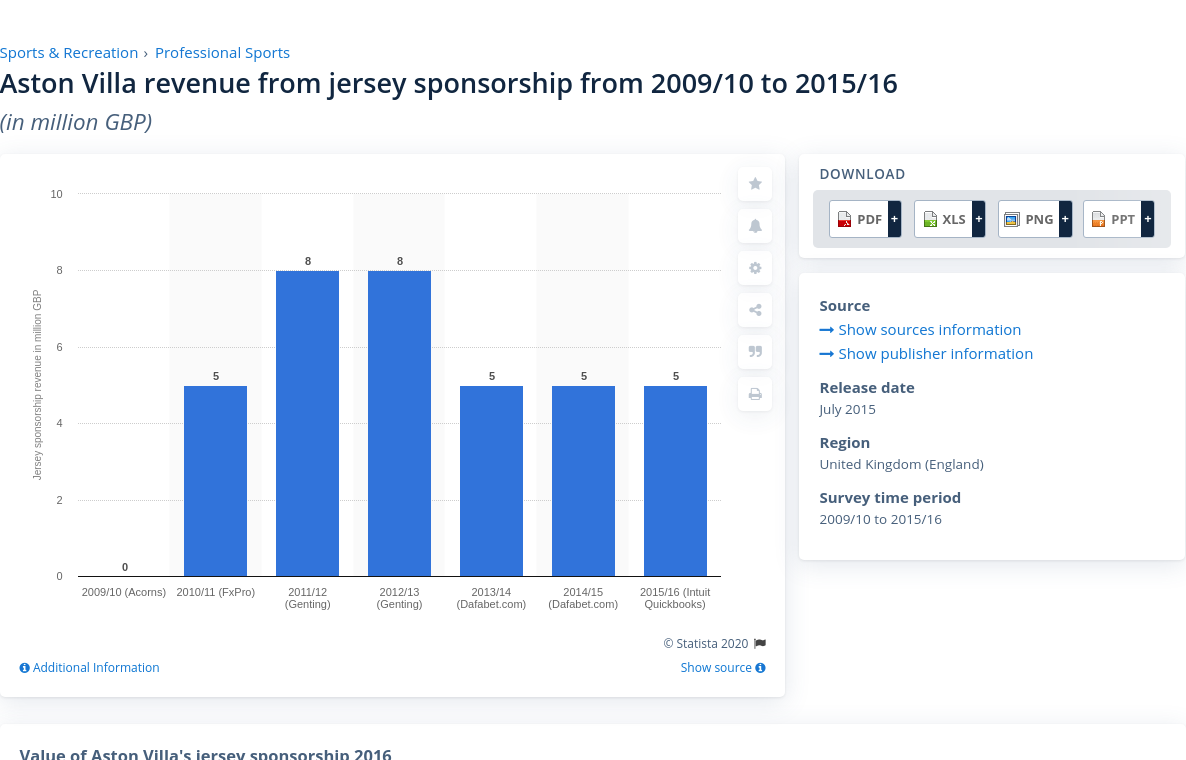 Sports & Recreation › Professional Sports
Aston Villa revenue from jersey sponsorship from 2009/10 to 2015/16
(in million GBP)
Jersey sponsorship revenue in million GBP
10
8
6
4
2
0
0
5
8
8
5
5
5
2009/10 (Acorns)
2010/11 (FxPro)
2011/12
(Genting)
2012/13
(Genting)
2013/14
(Dafabet.com)
2014/15
(Dafabet.com)
2015/16 (Intuit
Quickbooks)
© Statista 2020
Additional Information
Show source
DOWNLOAD
PDF +
XLS +
PNG +
PPT +
Source
Show sources information
Show publisher information
Release date
July 2015
Region
United Kingdom (England)
Survey time period
2009/10 to 2015/16
Value of Aston Villa's jersey sponsorship 2016